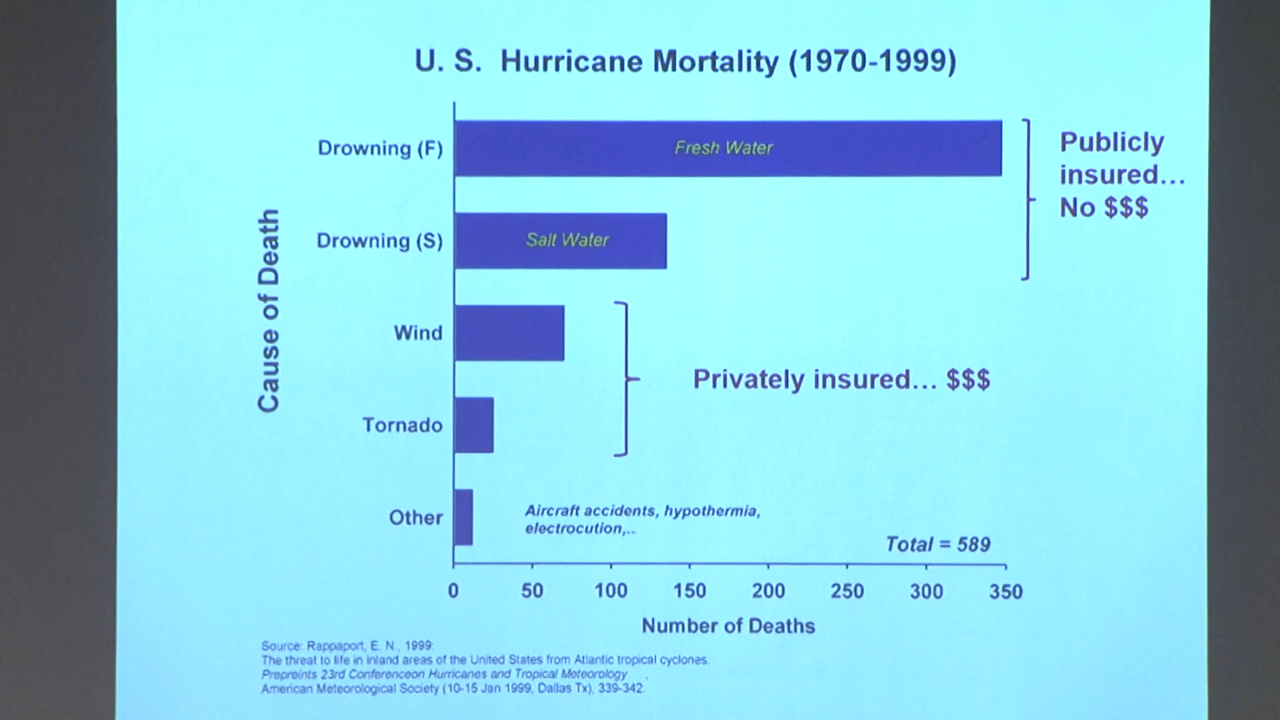 U. S. Hurricane Mortality (1970-1999)
Drowning (F)
Fresh Water
Publicly
insured…
No $$$
Drowning (S)
Salt Water
Cause of Death
Wind
Privately insured… $$$
Tornado
Other
Aircraft accidents, hypothermia,
electrocution,..
Total = 589
0 50 100 150 200 250 300 350
Number of Deaths
Source: Rappaport, E. N., 1999:
The threat to life in inland areas of the United States from Atlantic tropical cyclones.
Preprints 23rd Conferenceon Hurricanes and Tropical Meteorology
American Meteorological Society (10-15 Jan 1999, Dallas Tx), 339-342.